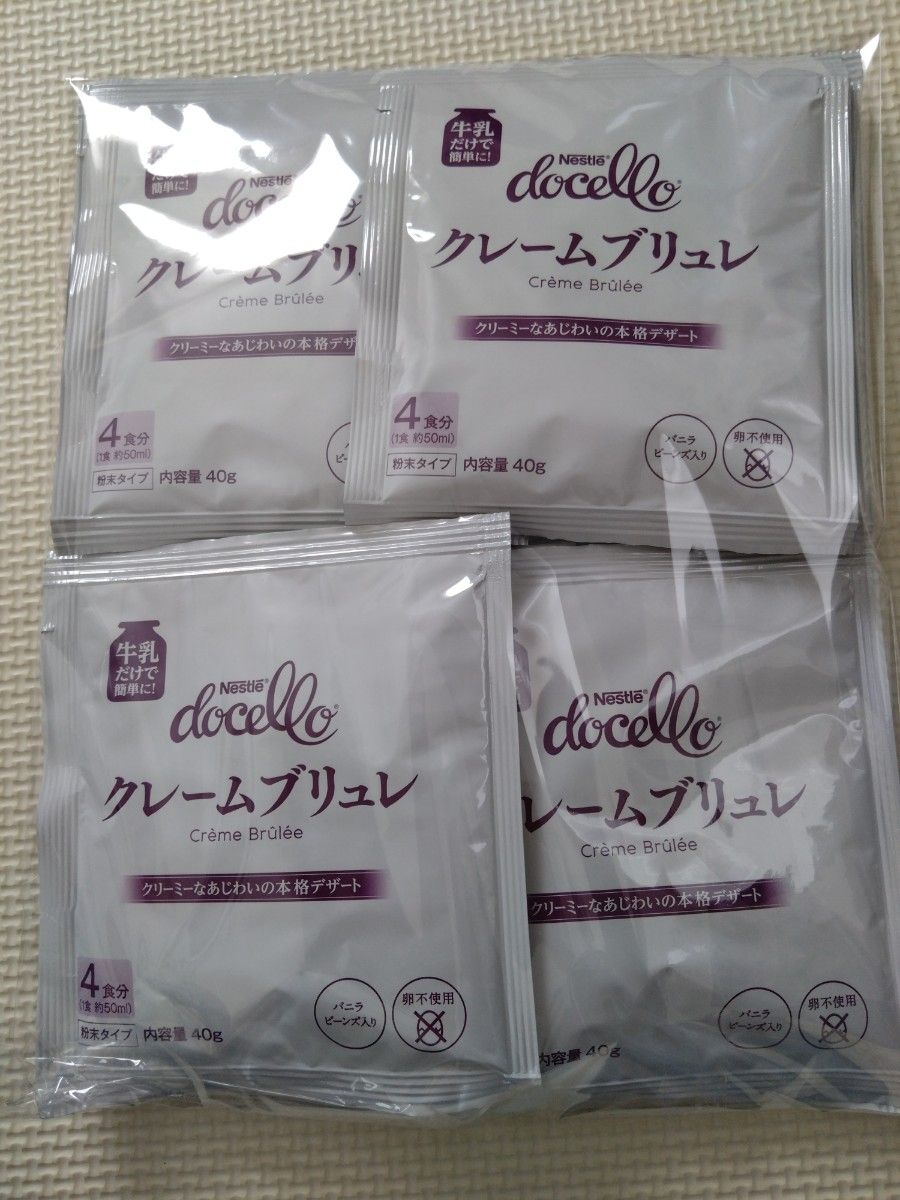 だけで
簡単に!
Nestlé
doc
クレームブリ
Crème Brûlée
クリーミーなあじわいの本格デザ
4食分
(1食 約50ml)
粉末タイプ 内容量 40g
牛乳
だけで
簡単に!
Nestlé
docello
クレームブリュレ
Crème Brûlée
クリーミーなあじわいの本格デザート
4食分
(1食 約50ml)
粉末タイプ 内容量 40g
バニラ
ビーンズ入り
卵不使用
牛乳
だけで
簡単に!
Nestlé
docello
クレームブリュレ
Crème Brûlée
クリーミーなあじわいの本格デザート
4食分
(1食 約50ml)
粉末タイプ 内容量 40g
バニラ
ビーンズ入り
卵不使用
Nestlé
docello
レームブリュレ
Crème Brûlée
クリーミーなあじわいの本格デザート
内容量 40g
バニラ
ビーンズ入り
卵不使用